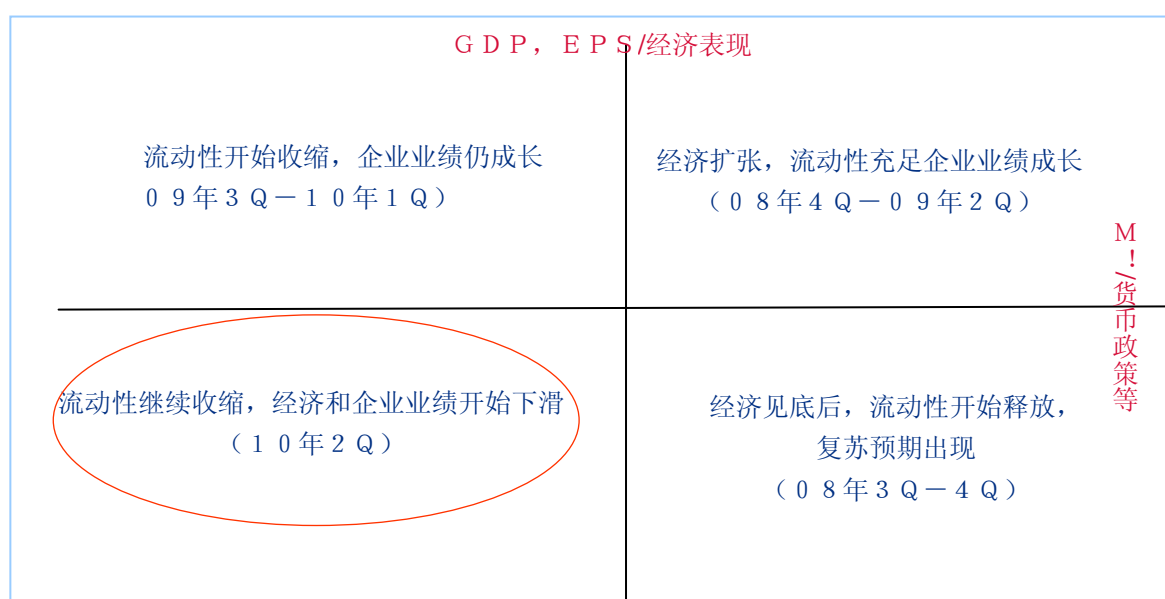 GDP，EPS/经济表现
流动性开始收缩，企业业绩仍成长
09年3Q－10年1Q）
经济扩张，流动性充足企业业绩成长
（08年4Q－09年2Q）
M！/货币政策等
流动性继续收缩，经济和企业业绩开始下滑
（10年2Q）
经济见底后，流动性开始释放，
复苏预期出现
（08年3Q－4Q）